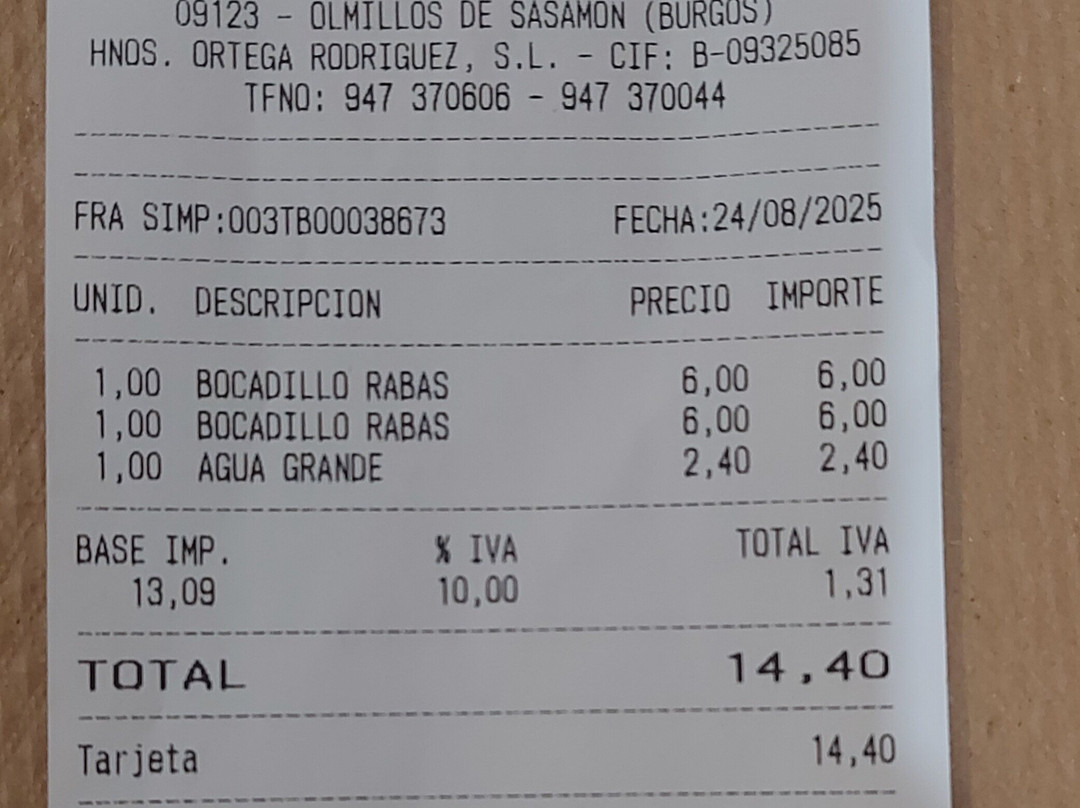 09123 - OLMILLOS DE SASAMON (BURGOS)
HNOS. ORTEGA RODRIGUEZ, S.L. - CIF: B-09325085
TFNO: 947 370606 - 947 370044
FRA SIMP:003TB00038673 FECHA:24/08/2025
UNID. DESCRIPCION PRECIO IMPORTE
1,00 BOCADILLO RABAS 6,00 6,00
1,00 BOCADILLO RABAS 6,00 6,00
1,00 AGUA GRANDE 2,40 2,40
BASE IMP. % IVA TOTAL IVA
13,09 10,00 1,31
TOTAL 14,40
Tarjeta 14,40